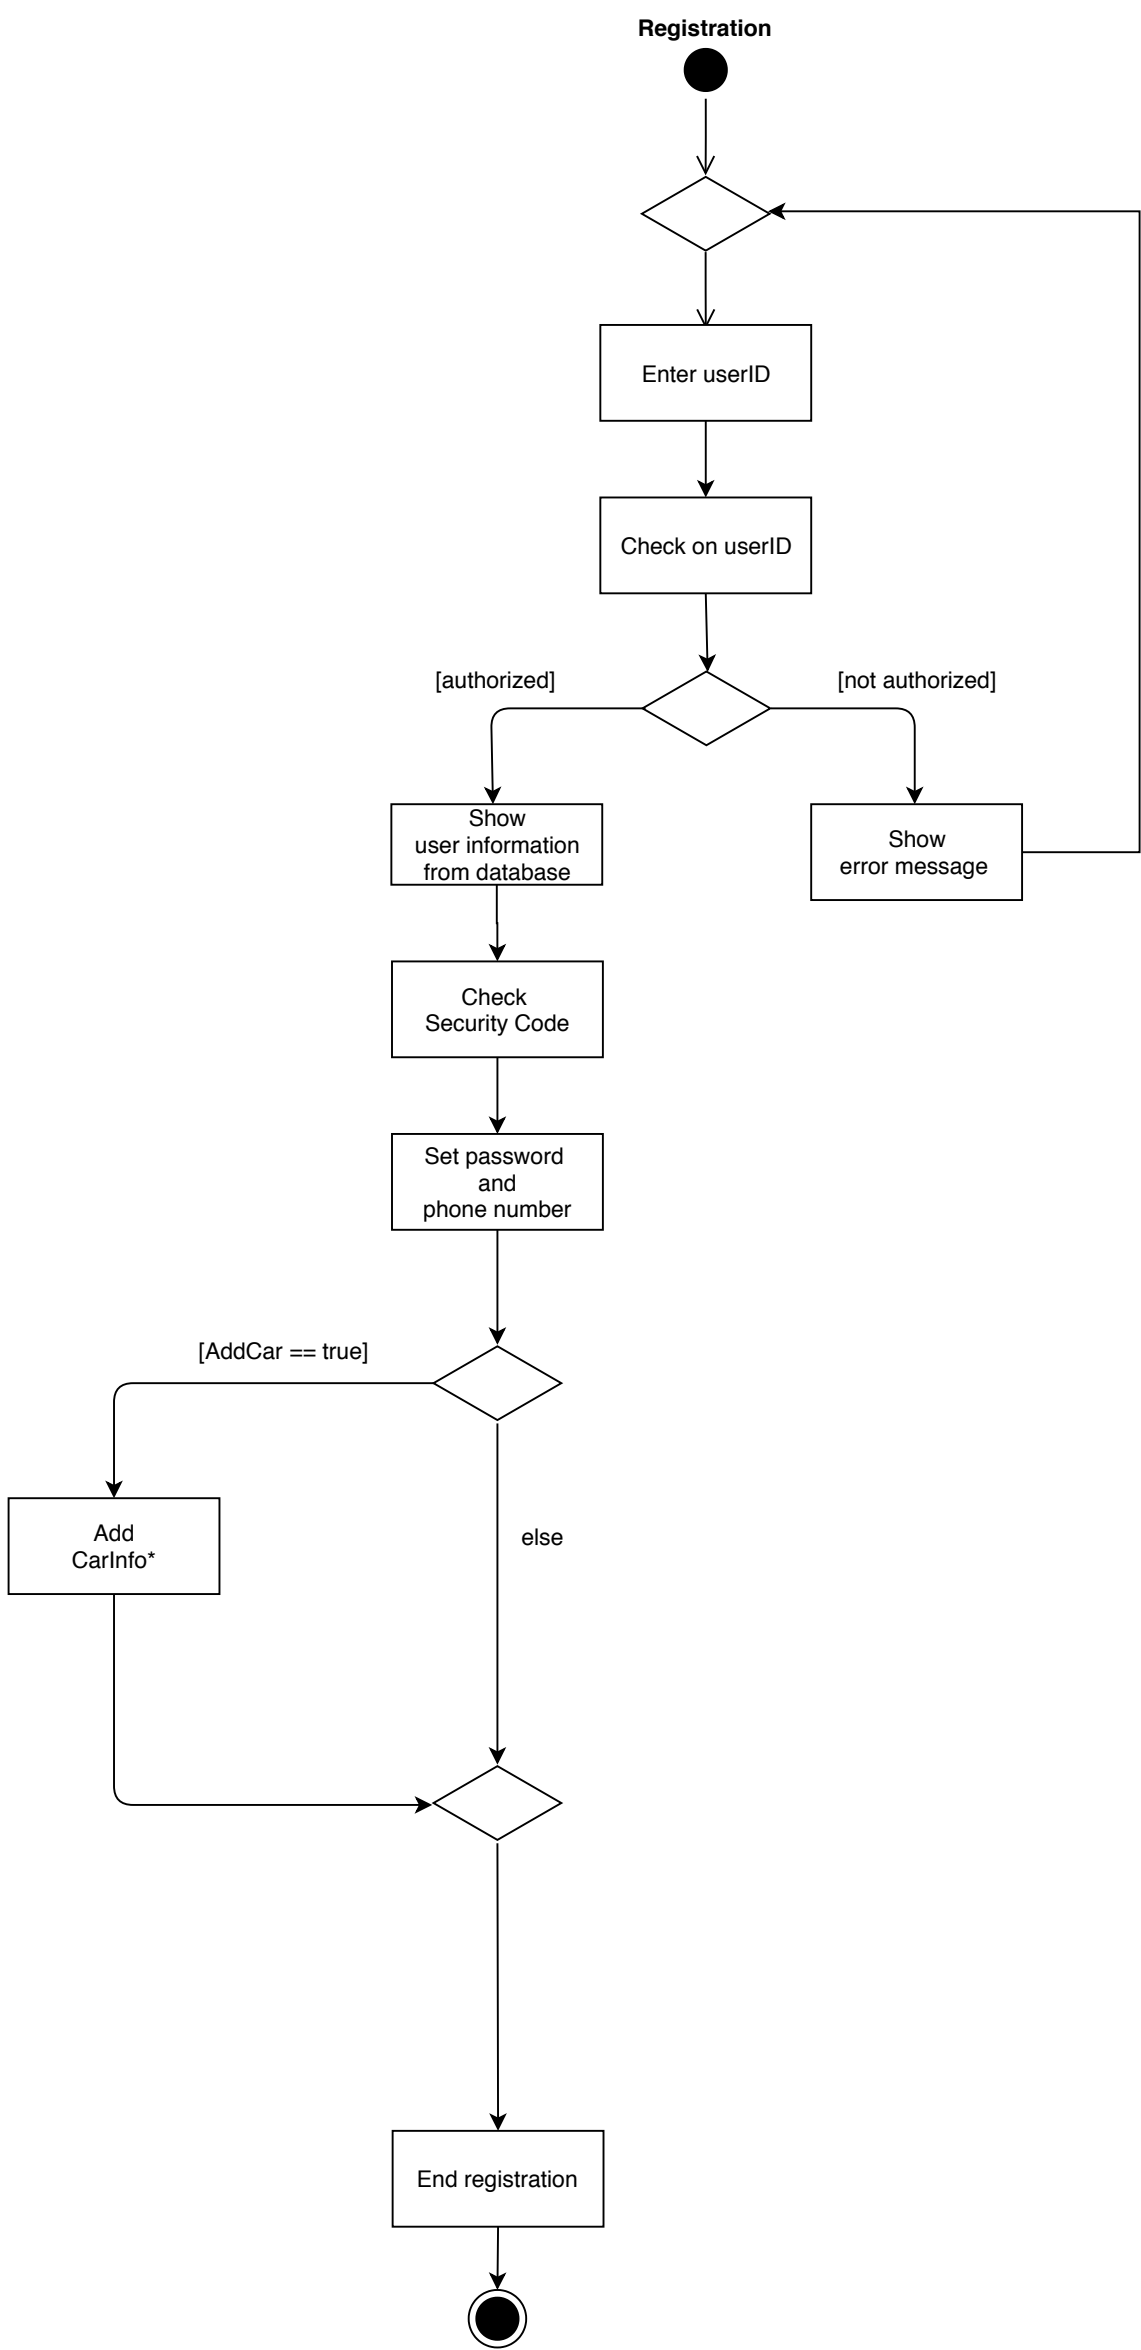 Registration
Enter userID
Check on userID
[authorized]
[not authorized]
Show
user information
from database
Show
error message
Check
Security Code
Set password
and
phone number
[AddCar == true]
Add
CarInfo*
else
End registration